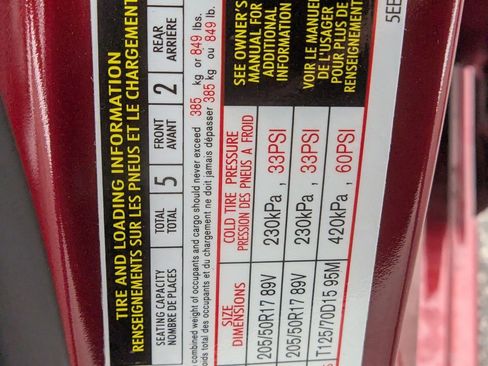 TIRE AND LOADING INFORMATION
RENSEIGNEMENTS SUR LES PNEUS ET LE CHARGEMENT
SEATING CAPACITY
NOMBRE DE PLACES
TOTAL
TOTAL
5
FRONT
AVANT
2
REAR
ARRIÈRE
combined weight of occupants and cargo should never exceed 385 kg or 849 lbs.
poids total des occupants et du chargement ne doit jamais dépasser 385 kg ou 849 lb.
SIZE
DIMENSIONS
COLD TIRE PRESSURE
PRESSION DES PNEUS A FROID
205/50R17 89V
230kPa , 33PSI
205/50R17 89V
230kPa , 33PSI
T125/70D15 95M
420kPa , 60PSI
SEE OWNER'S
MANUAL FOR
ADDITIONAL
INFORMATION
VOIR LE MANUEL
DE L'USAGER
POUR PLUS DE
RENSEIGNEMENTS
5EE